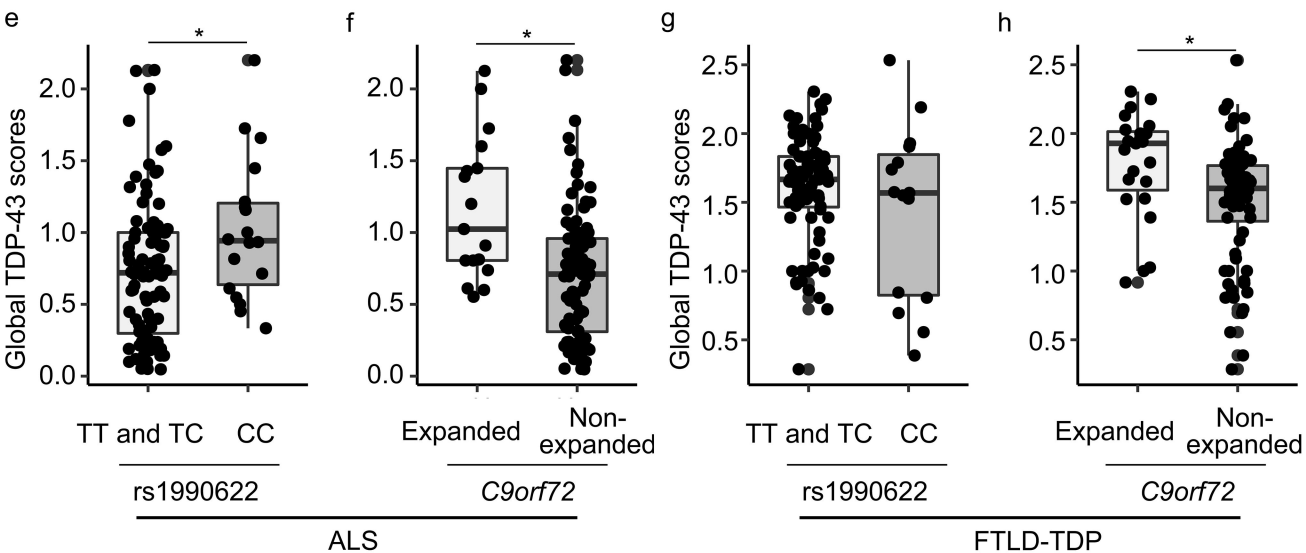 e
f
g
h
*
*
*
Global TDP-43 scores
2.0
1.5
1.0
0.5
0.0
2.0
1.5
1.0
0.5
0.0
Global TDP-43 scores
2.5
2.0
1.5
1.0
0.5
2.5
2.0
1.5
1.0
0.5
TT and TC
CC
Expanded
Non-
expanded
TT and TC
CC
Expanded
Non-
expanded
rs1990622
C9orf72
rs1990622
C9orf72
ALS
FTLD-TDP